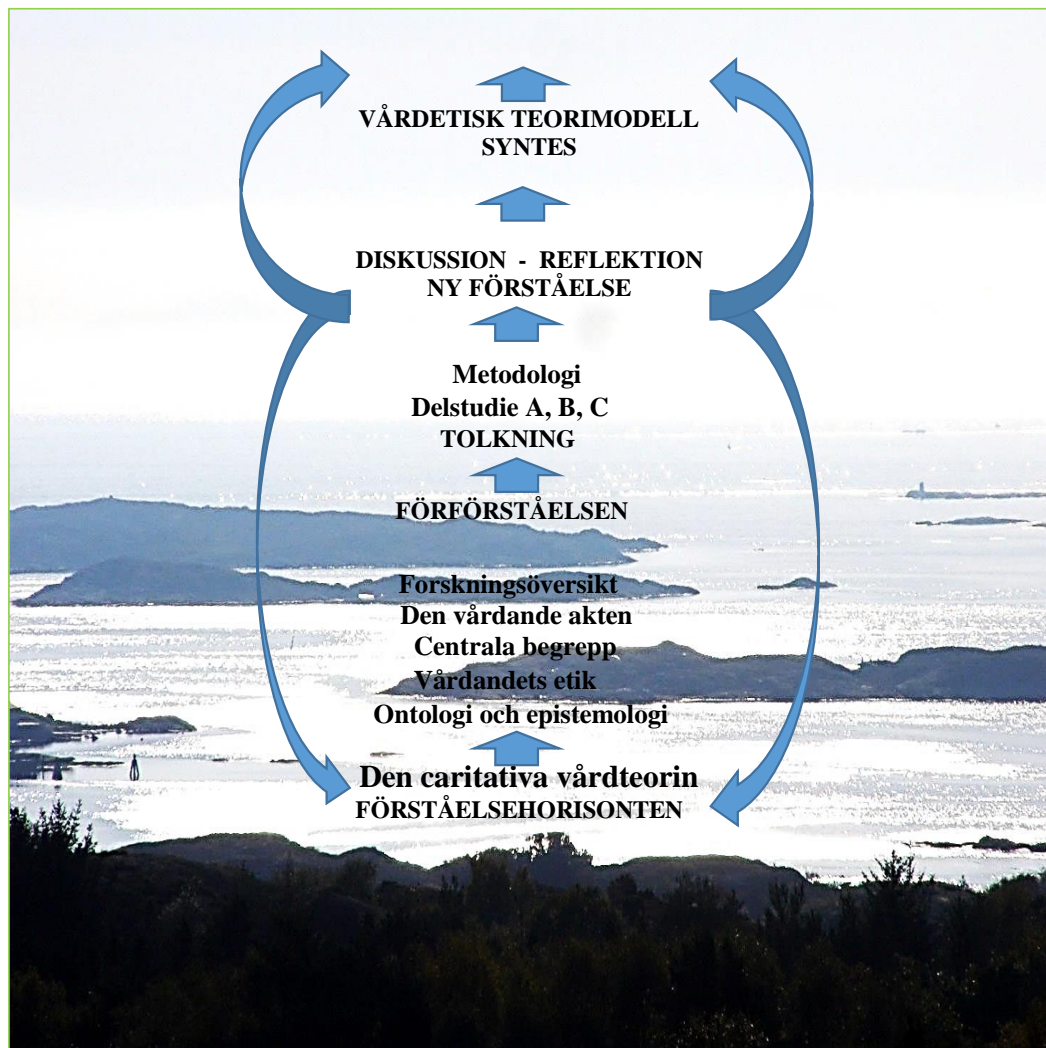 VÅRDETISK TEORIMODELL
SYNTES
DISKUSSION - REFLEKTION
NY FÖRSTÅELSE
Metodologi
Delstudie A, B, C
TOLKNING
FÖRFÖRSTÅELSEN
Forskningsöversikt
Den vårdande akten
Centrala begrepp
Vårdandets etik
Ontologi och epistemologi
Den caritativa vårdteorin
FÖRSTÅELSEHORISONTEN